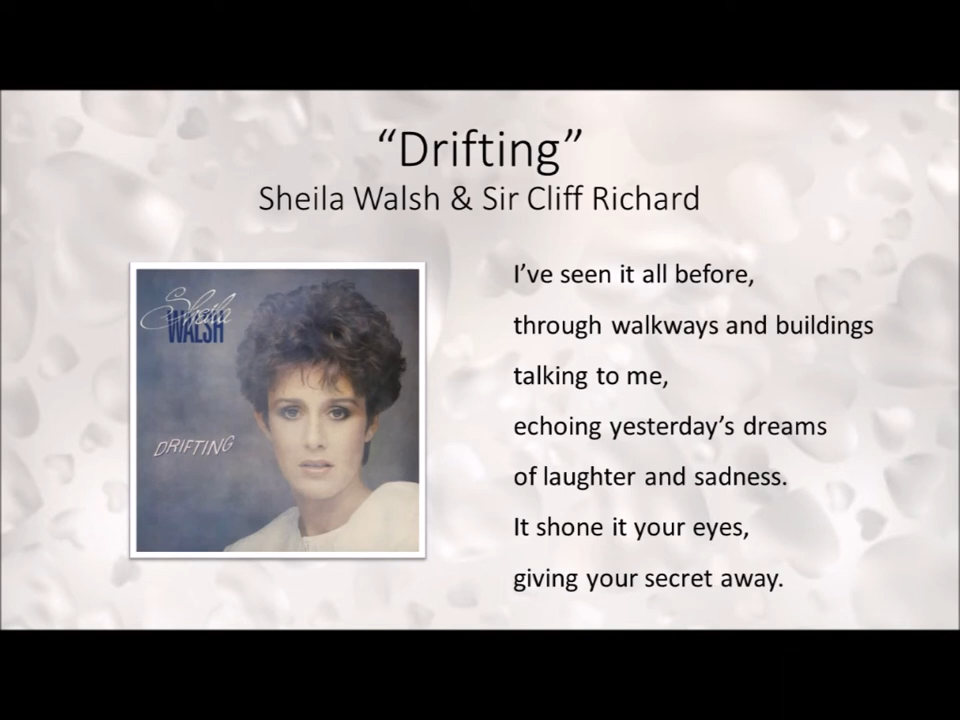 “Drifting”
Sheila Walsh & Sir Cliff Richard
Sheila
WALSH
DRIFTING
I’ve seen it all before,
through walkways and buildings
talking to me,
echoing yesterday’s dreams
of laughter and sadness.
It shone it your eyes,
giving your secret away.